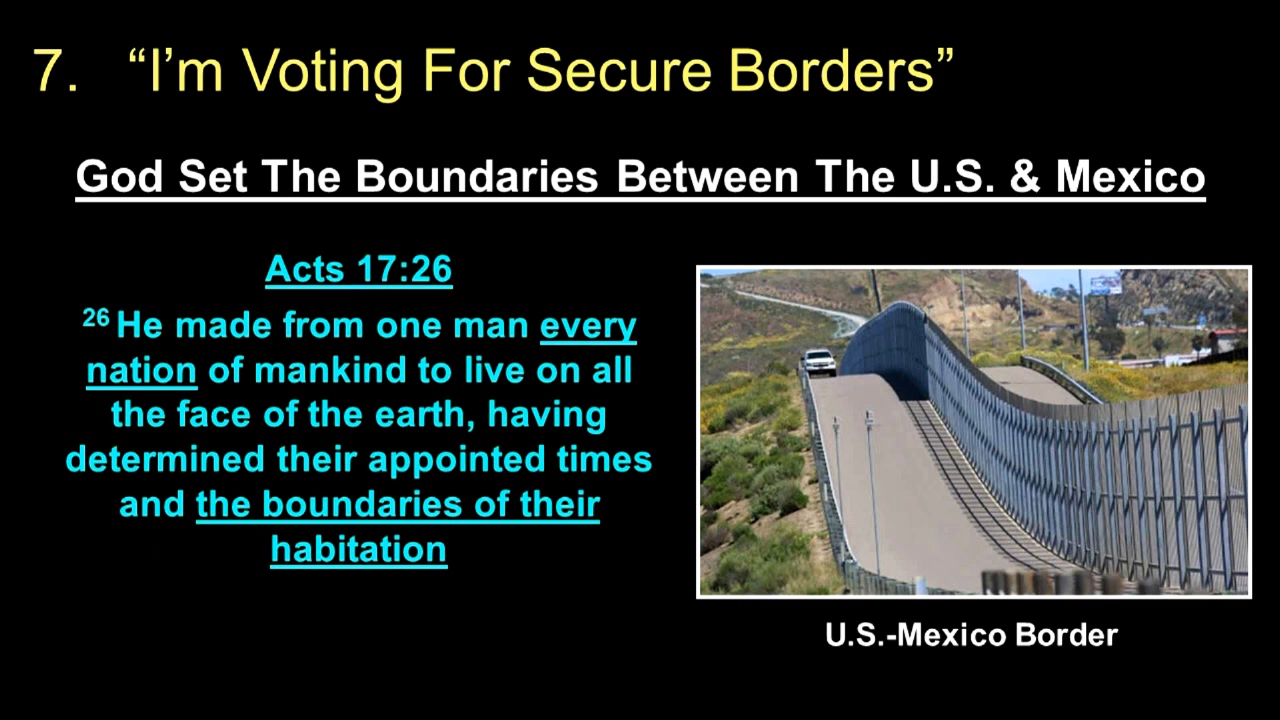 7. “I’m Voting For Secure Borders”
God Set The Boundaries Between The U.S. & Mexico
Acts 17:26
26 He made from one man every
nation of mankind to live on all
the face of the earth, having
determined their appointed times
and the boundaries of their
habitation
U.S.-Mexico Border